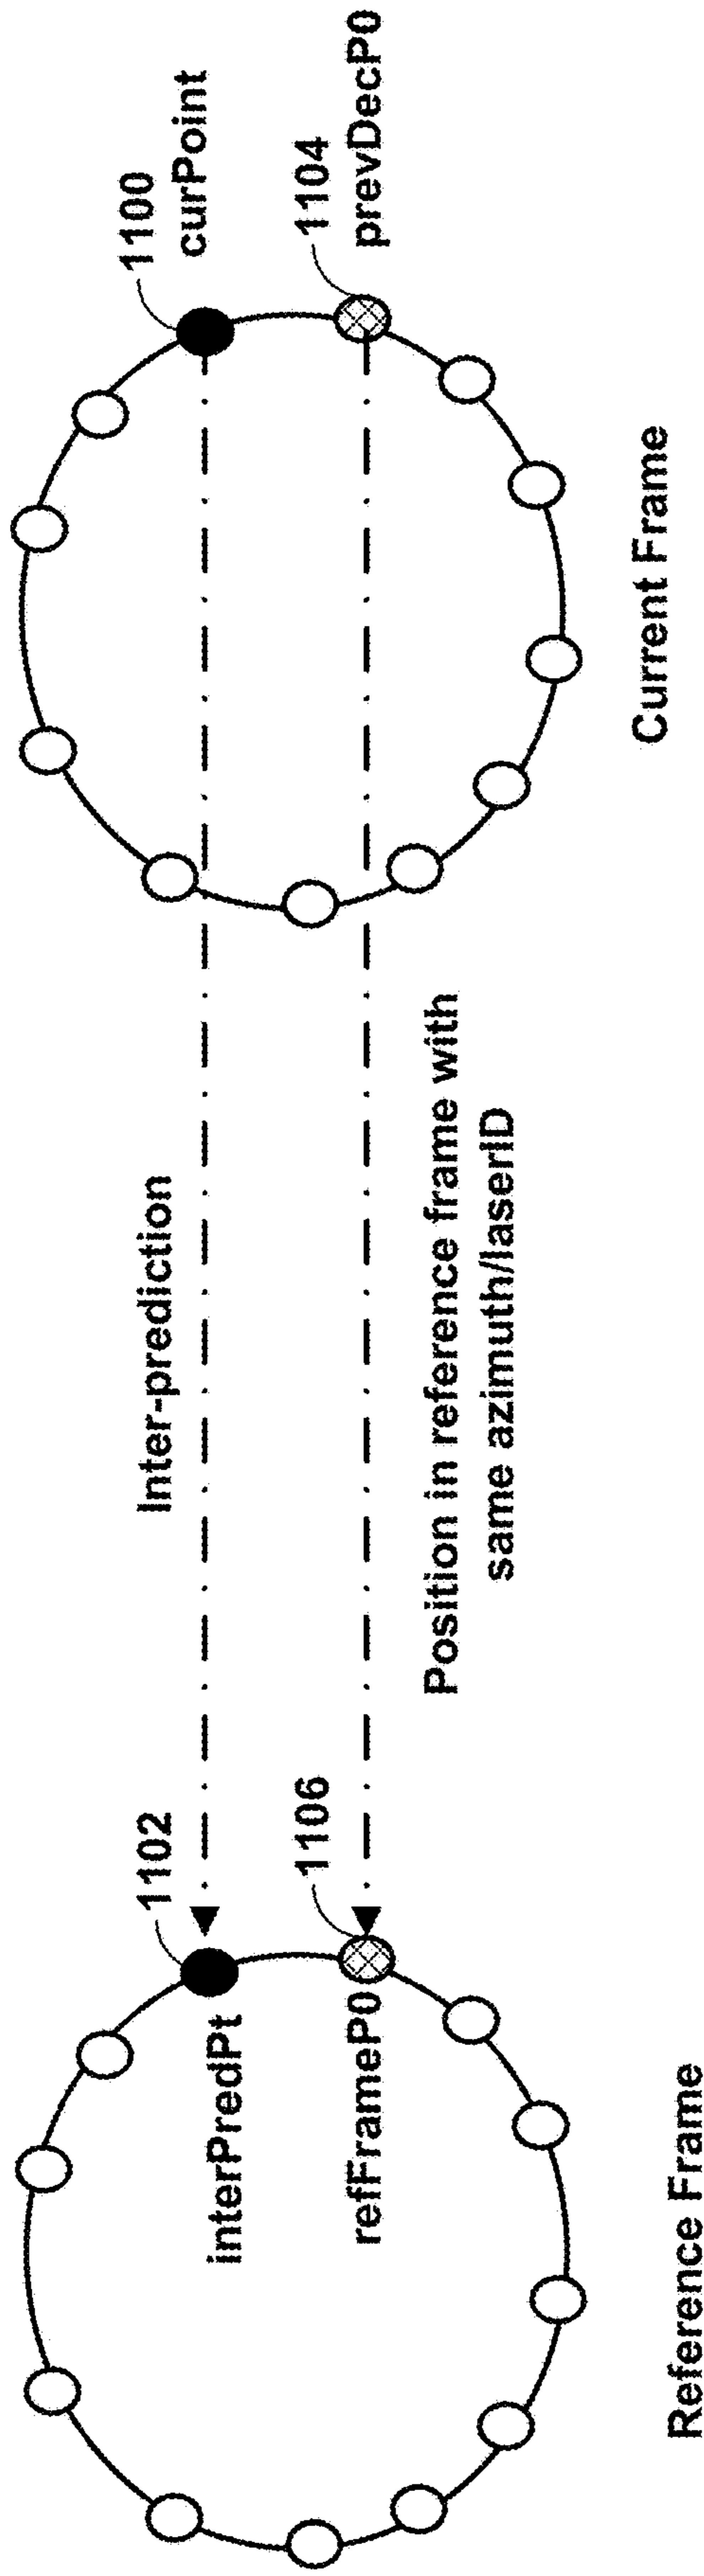 1102
interPredPt
1106
refFrameP0
Reference Frame
Inter-prediction
Position in reference frame with
same azimuth/laserID
1100
curPoint
1104
prevDecP0
Current Frame